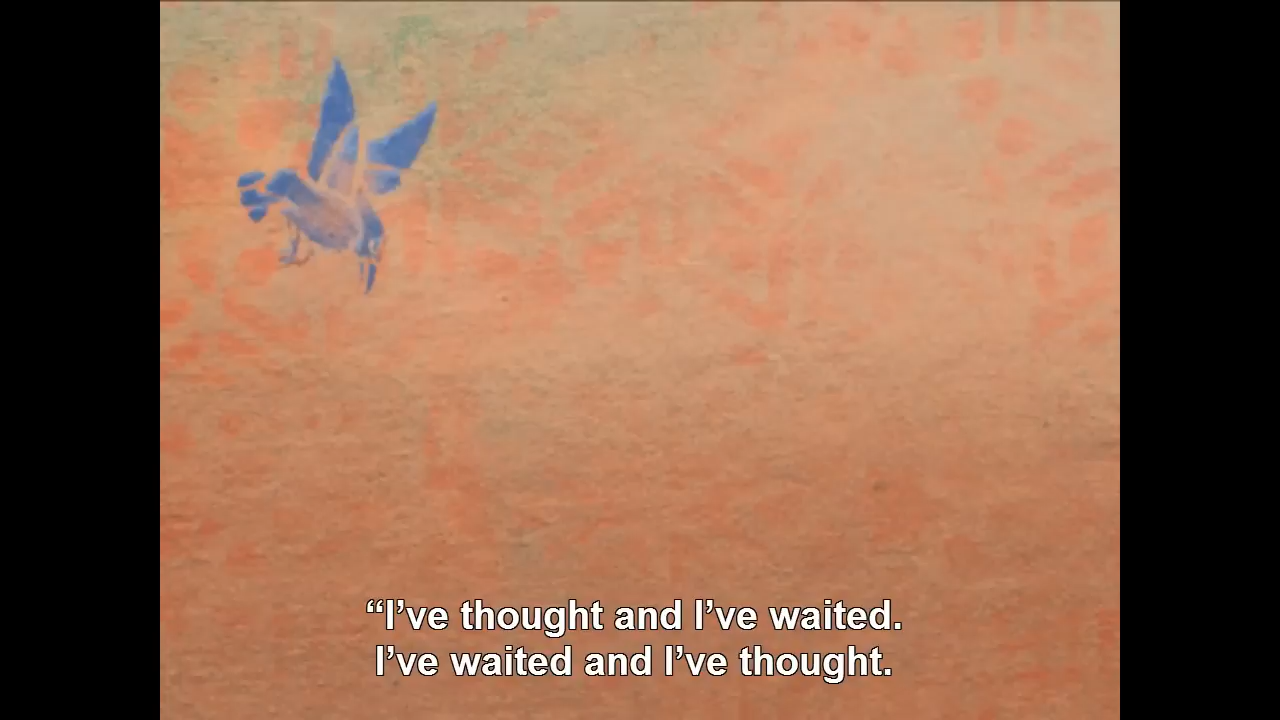 “I’ve thought and I’ve waited.
I’ve waited and I’ve thought.